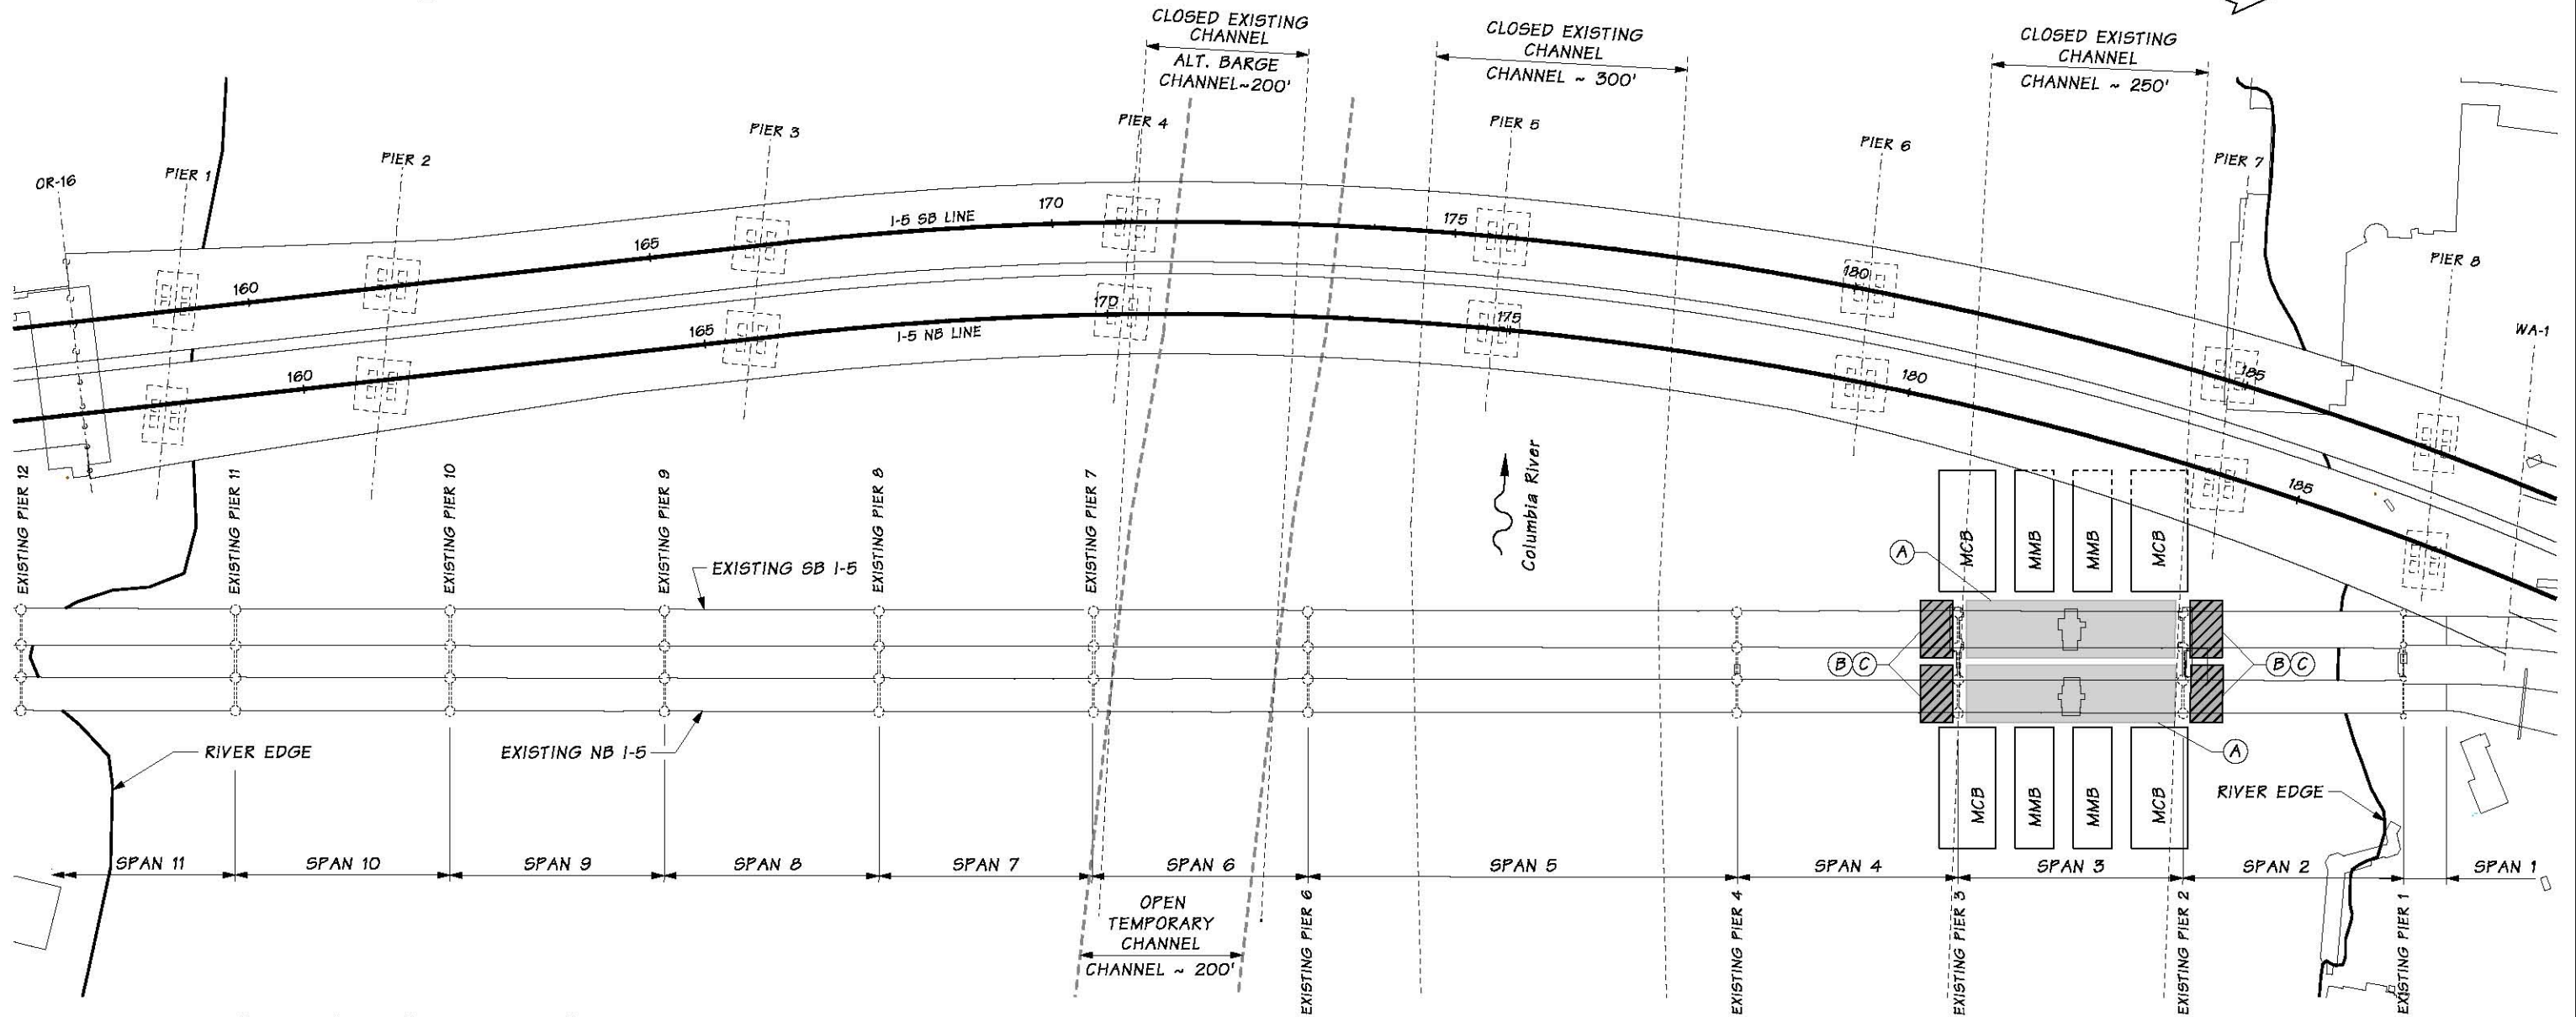 CLOSED EXISTING
CHANNEL
ALT. BARGE
CHANNEL~200'
CLOSED EXISTING
CHANNEL
CHANNEL ~ 300'
CLOSED EXISTING
CHANNEL
CHANNEL ~ 250'
OR-16
PIER 1
PIER 2
PIER 3
PIER 4
PIER 5
PIER 6
PIER 7
PIER 8
WA-1
160
165
I-5 SB LINE
170
175
180
185
160
165
I-5 NB LINE
170
175
180
185
EXISTING PIER 12
EXISTING PIER 11
EXISTING PIER 10
EXISTING PIER 9
EXISTING PIER 8
EXISTING PIER 7
Columbia River
MCB
MMB
MMB
MCB
A
EXISTING SB I-5
B C
B C
RIVER EDGE
EXISTING NB I-5
A
RIVER EDGE
MCB
MMB
MMB
MCB
SPAN 11
SPAN 10
SPAN 9
SPAN 8
SPAN 7
SPAN 6
SPAN 5
SPAN 4
SPAN 3
SPAN 2
SPAN 1
OPEN
TEMPORARY
CHANNEL
CHANNEL ~ 200'
EXISTING PIER 6
EXISTING PIER 4
EXISTING PIER 3
EXISTING PIER 2
EXISTING PIER 1